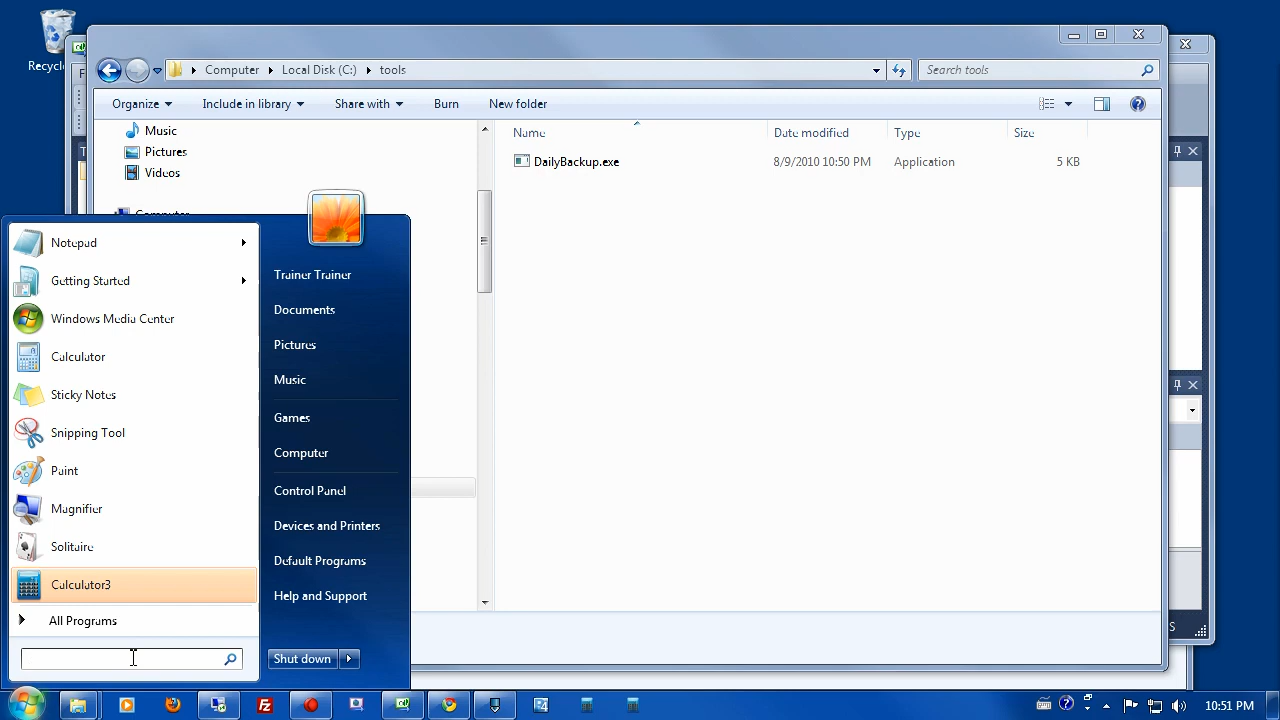 Recycl
Computer
Local Disk (C:)
tools
Search tools
Organize
Include in library
Share with
Burn
New folder
Music
Pictures
Videos
Computer
Name
Date modified
Type
Size
DailyBackup.exe
8/9/2010 10:50 PM
Application
5 KB
Notepad
Getting Started
Windows Media Center
Calculator
Sticky Notes
Snipping Tool
Paint
Magnifier
Solitaire
Calculator3
All Programs
Trainer Trainer
Documents
Pictures
Music
Games
Computer
Control Panel
Devices and Printers
Default Programs
Help and Support
Shut down
S
10:51 PM